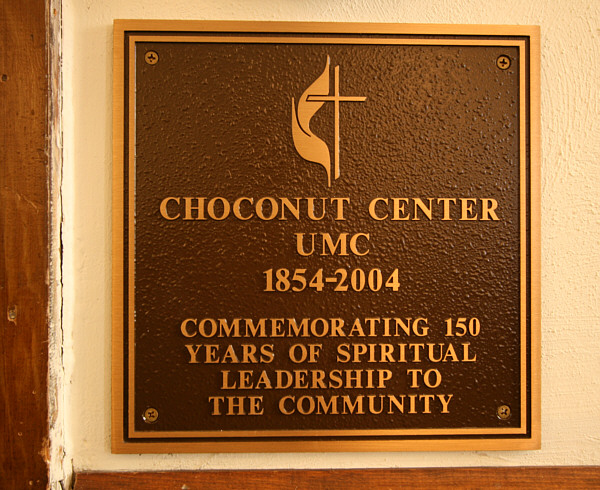 CHOCONUT CENTER
UMC
1854-2004
COMMEMORATING 150
YEARS OF SPIRITUAL
LEADERSHIP TO
THE COMMUNITY